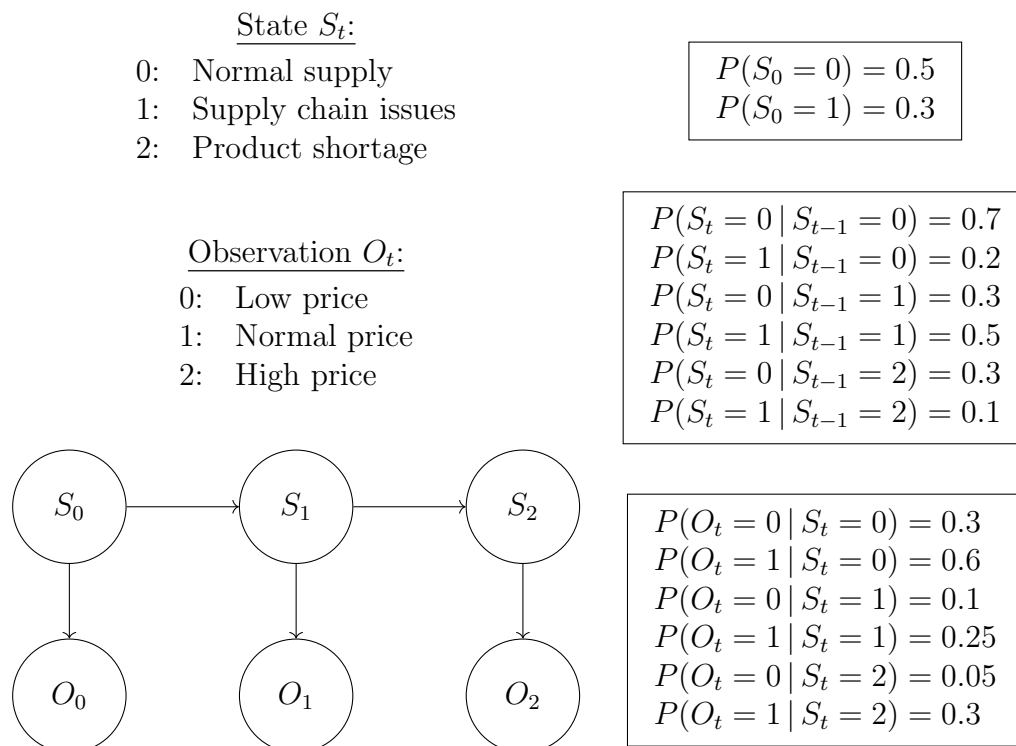 State $S_t$:
0: Normal supply
1: Supply chain issues
2: Product shortage
$P(S_0 = 0) = 0.5$
$P(S_0 = 1) = 0.3$
Observation $O_t$:
0: Low price
1: Normal price
2: High price
$P(S_t = 0 \,|\, S_{t-1} = 0) = 0.7$
$P(S_t = 1 \,|\, S_{t-1} = 0) = 0.2$
$P(S_t = 0 \,|\, S_{t-1} = 1) = 0.3$
$P(S_t = 1 \,|\, S_{t-1} = 1) = 0.5$
$P(S_t = 0 \,|\, S_{t-1} = 2) = 0.3$
$P(S_t = 1 \,|\, S_{t-1} = 2) = 0.1$
$S_0$
$S_1$
$S_2$
$O_0$
$O_1$
$O_2$
$P(O_t = 0 \,|\, S_t = 0) = 0.3$
$P(O_t = 1 \,|\, S_t = 0) = 0.6$
$P(O_t = 0 \,|\, S_t = 1) = 0.1$
$P(O_t = 1 \,|\, S_t = 1) = 0.25$
$P(O_t = 0 \,|\, S_t = 2) = 0.05$
$P(O_t = 1 \,|\, S_t = 2) = 0.3$